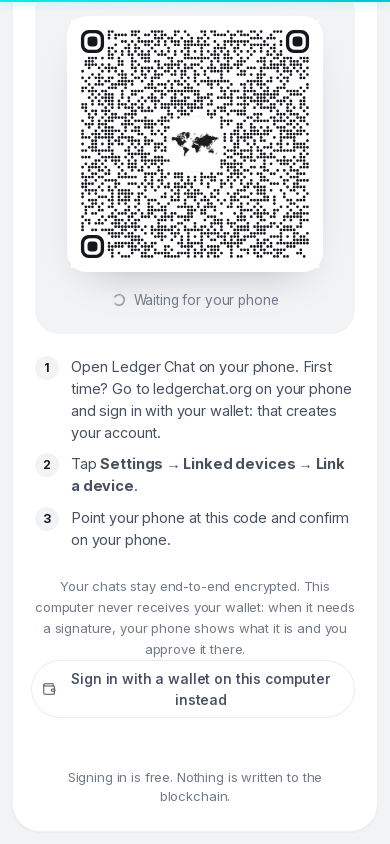 Waiting for your phone
1 Open Ledger Chat on your phone. First
time? Go to ledgerchat.org on your phone
and sign in with your wallet: that creates
your account.
2 Tap Settings → Linked devices → Link
a device.
3 Point your phone at this code and confirm
on your phone.
Your chats stay end-to-end encrypted. This
computer never receives your wallet: when it needs
a signature, your phone shows what it is and you
approve it there.
Sign in with a wallet on this computer
instead
Signing in is free. Nothing is written to the
blockchain.